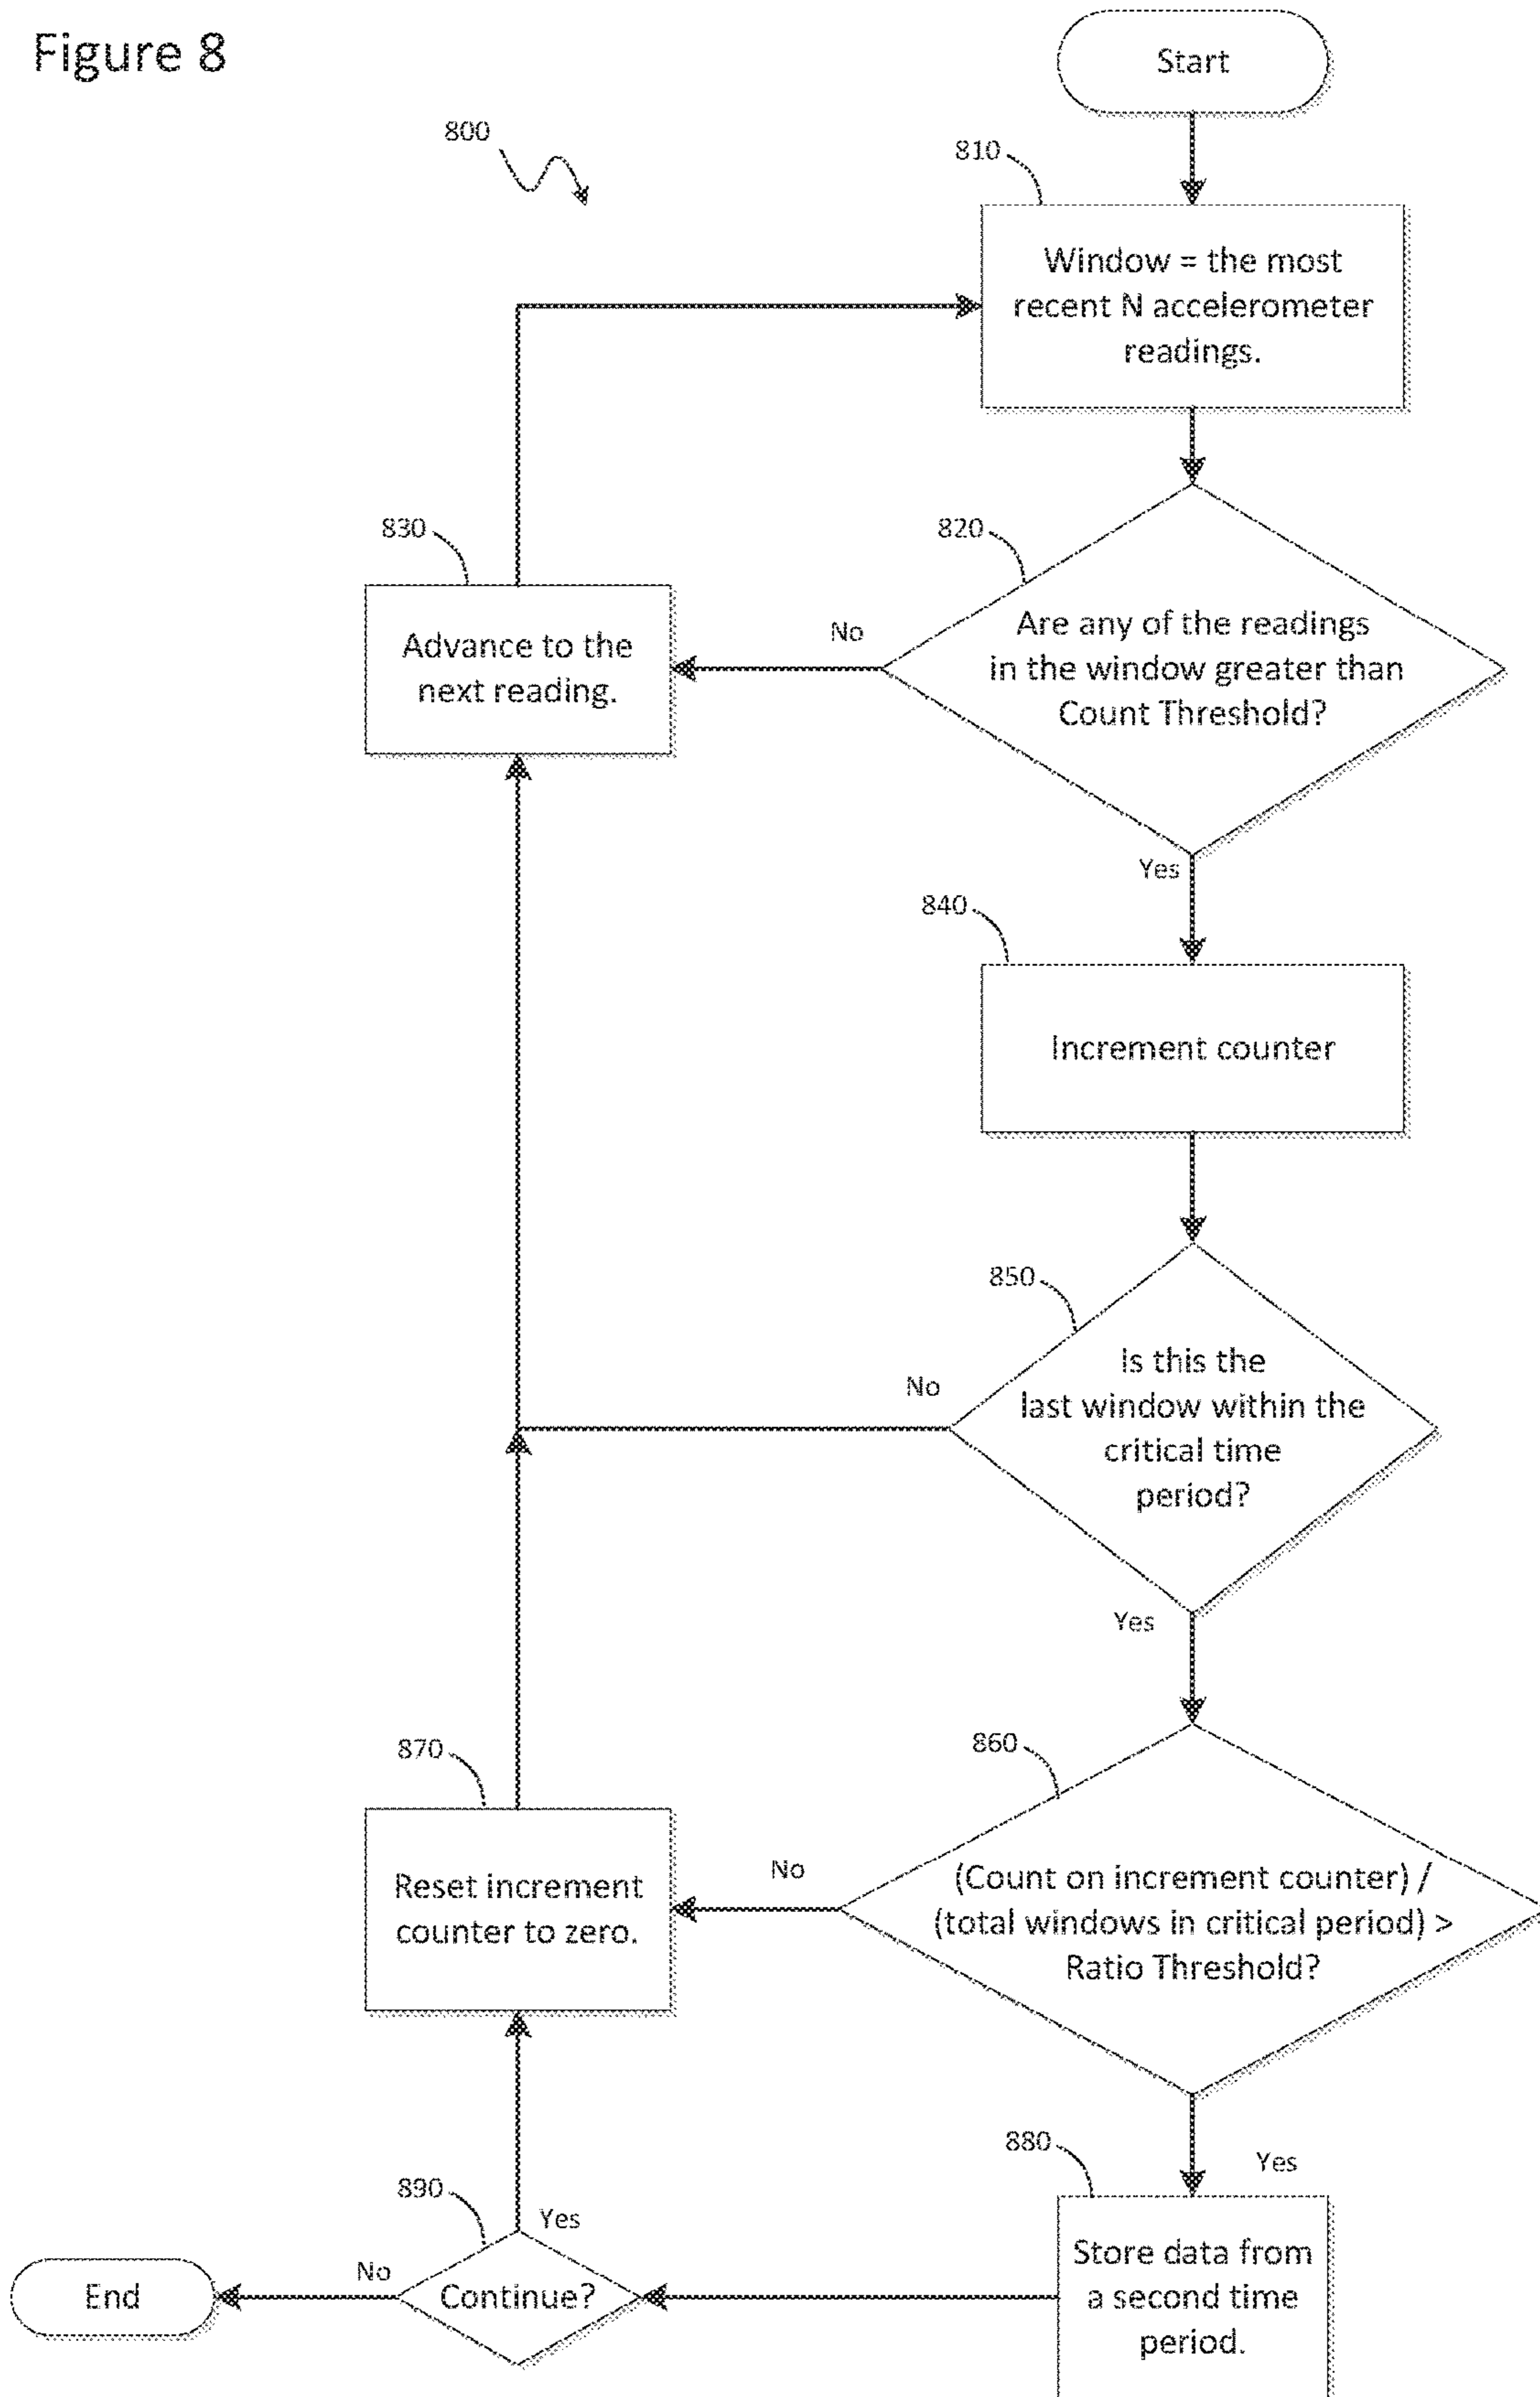 Figure 8
Start
800
810
Window = the most
recent N accelerometer
readings.
830
820
Advance to the
next reading.
No
Are any of the readings
in the window greater than
Count Threshold?
Yes
840
Increment counter
850
No
Is this the
last window within the
critical time
period?
Yes
870
860
Reset increment
counter to zero.
No
(Count on increment counter) /
(total windows in critical period) >
Ratio Threshold?
880
Yes
890
Yes
End
No
Continue?
Store data from
a second time
period.